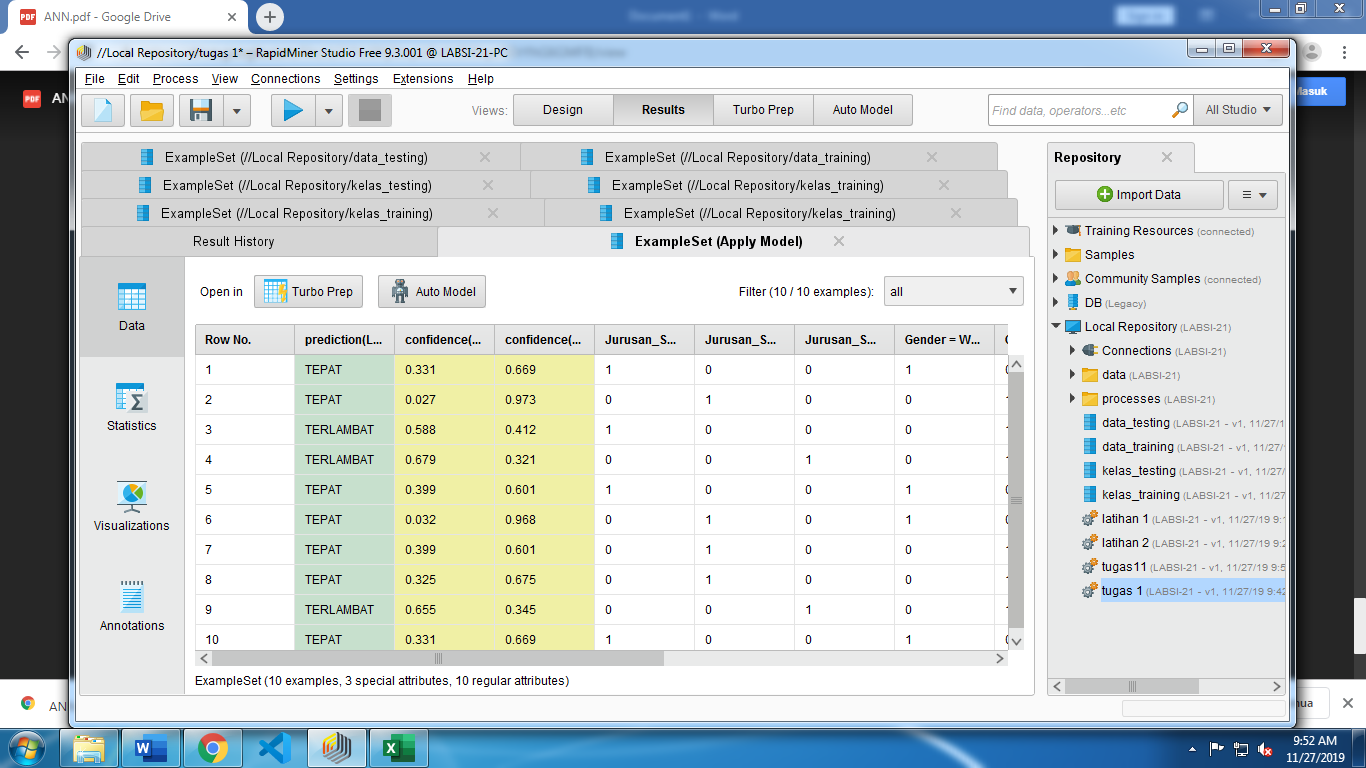 ANN.pdf - Google Drive
//Local Repository/tugas 1* – RapidMiner Studio Free 9.3.001 @ LABSI-21-PC
File Edit Process View Connections Settings Extensions Help
Views: Design Results Turbo Prep Auto Model Find data, operators...etc All Studio
ExampleSet (//Local Repository/data_testing) ExampleSet (//Local Repository/data_training)
ExampleSet (//Local Repository/kelas_testing) ExampleSet (//Local Repository/kelas_training)
ExampleSet (//Local Repository/kelas_training) ExampleSet (//Local Repository/kelas_training)
Result History ExampleSet (Apply Model)
Data
Statistics
Visualizations
Annotations
Open in Turbo Prep Auto Model Filter (10 / 10 examples): all
Row No. prediction(L... confidence(... confidence(... Jurusan_S... Jurusan_S... Jurusan_S... Gender = W...
1 TEPAT 0.331 0.669 1 0 0 1
2 TEPAT 0.027 0.973 0 1 0 0
3 TERLAMBAT 0.588 0.412 1 0 0 0
4 TERLAMBAT 0.679 0.321 0 0 1 0
5 TEPAT 0.399 0.601 1 0 0 1
6 TEPAT 0.032 0.968 0 1 0 1
7 TEPAT 0.399 0.601 0 1 0 0
8 TEPAT 0.325 0.675 0 1 0 0
9 TERLAMBAT 0.655 0.345 0 0 1 0
10 TEPAT 0.331 0.669 1 0 0 1
ExampleSet (10 examples, 3 special attributes, 10 regular attributes)
Repository
Import Data
Training Resources (connected)
Samples
Community Samples (connected)
DB (Legacy)
Local Repository (LABSI-21)
Connections (LABSI-21)
data (LABSI-21)
processes (LABSI-21)
data_testing (LABSI-21 - v1, 11/27/1
data_training (LABSI-21 - v1, 11/27/
kelas_testing (LABSI-21 - v1, 11/27/
kelas_training (LABSI-21 - v1, 11/27
latihan 1 (LABSI-21 - v1, 11/27/19 9:1
latihan 2 (LABSI-21 - v1, 11/27/19 9:2
tugas11 (LABSI-21 - v1, 11/27/19 9:5
tugas 1 (LABSI-21 - v1, 11/27/19 9:42
PDF AN
Masuk
AN
nua
9:52 AM
11/27/2019